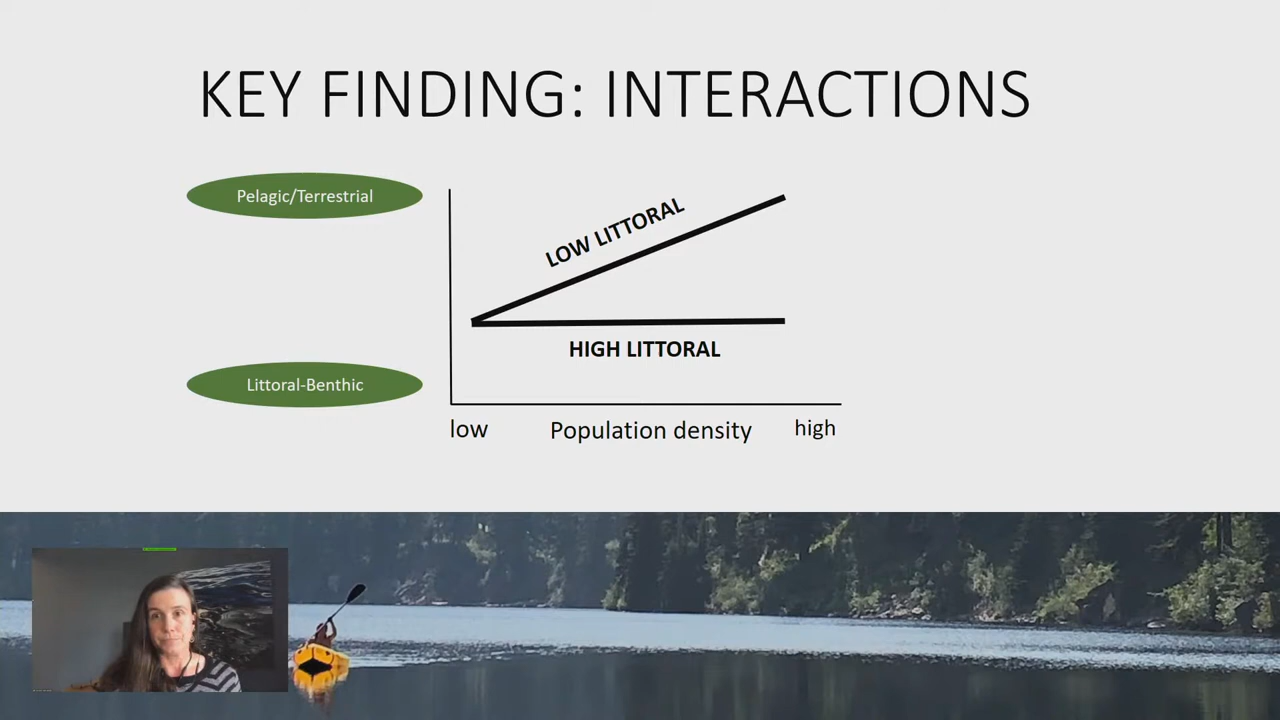 KEY FINDING: INTERACTIONS
Pelagic/Terrestrial
LOW LITTORAL
HIGH LITTORAL
Littoral-Benthic
low
Population density
high